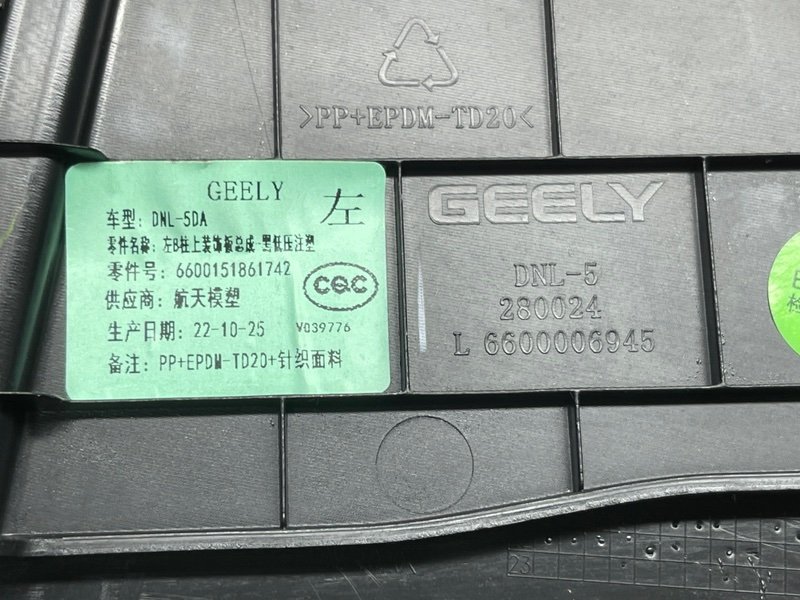 >PP+EPDM-TD20<
GEELY
左
车型: DNL-5DA
零件名称: 左B柱上装饰板总成-黑低压注塑
零件号: 6600151861742
CQC
供应商: 航天模塑
生产日期: 22-10-25
V039776
备注: PP+EPDM-TD20+针织面料
GEELY
DNL-5
280024
L 6600006945
检
23